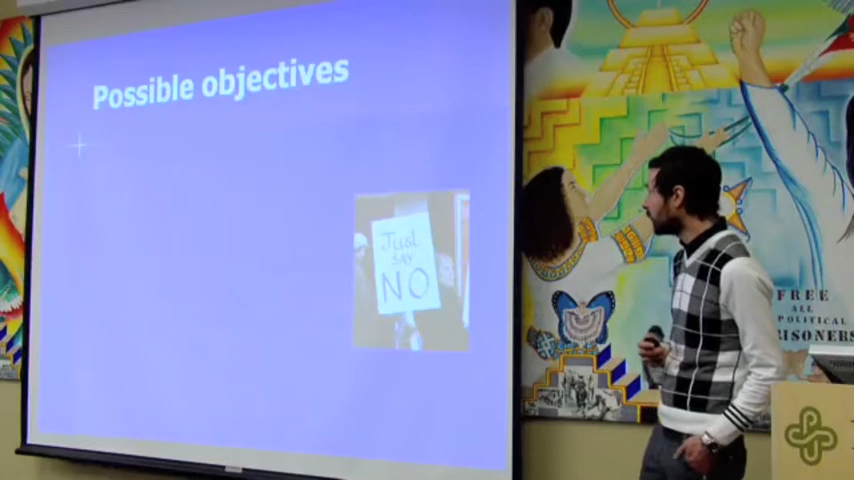 Possible objectives
Just
SAY
NO
FREE
ALL
POLITICAL
PRISONERS